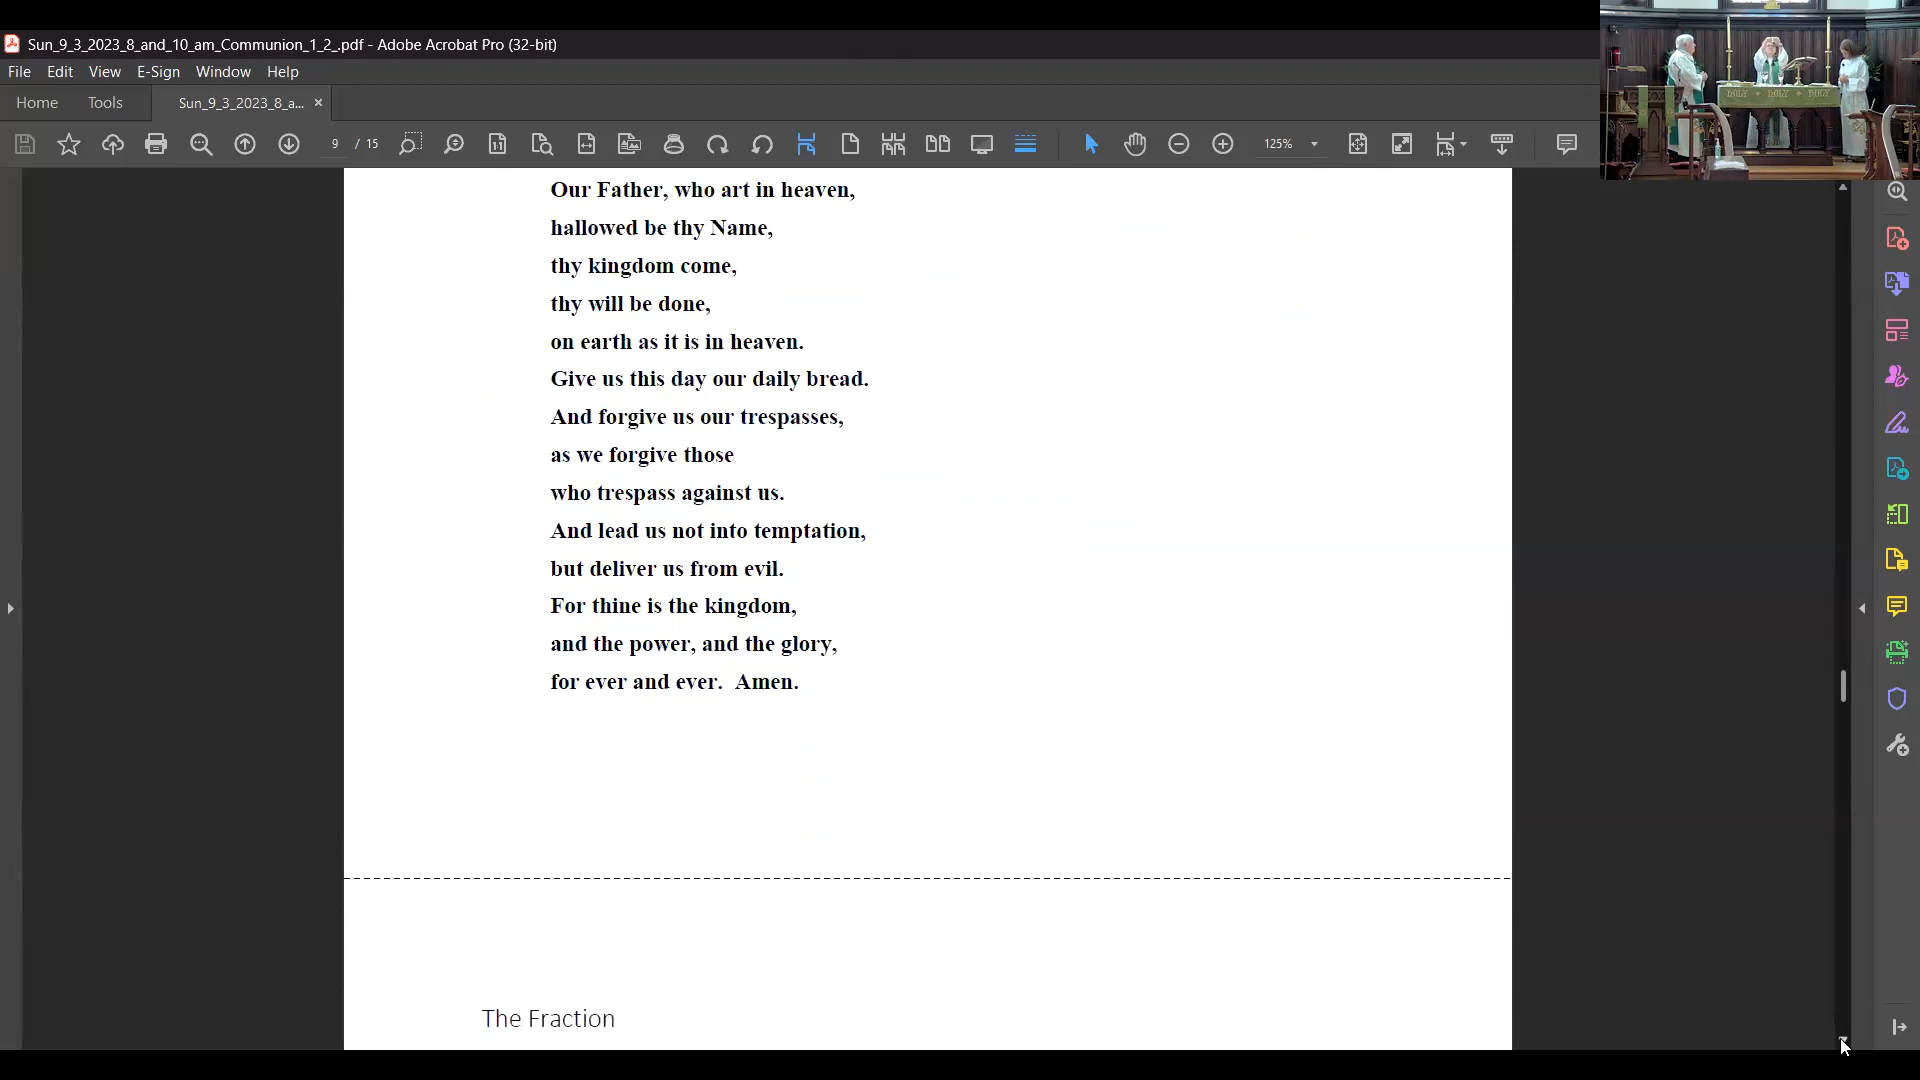 Sun_9_3_2023_8_and_10_am_Communion_1_2_.pdf - Adobe Acrobat Pro (32-bit)
File Edit View E-Sign Window Help
Home Tools Sun_9_3_2023_8_a... ×
9 / 15 125%
Our Father, who art in heaven,
hallowed be thy Name,
thy kingdom come,
thy will be done,
on earth as it is in heaven.
Give us this day our daily bread.
And forgive us our trespasses,
as we forgive those
who trespass against us.
And lead us not into temptation,
but deliver us from evil.
For thine is the kingdom,
and the power, and the glory,
for ever and ever. Amen.
The Fraction
HOLY HOLY HOLY